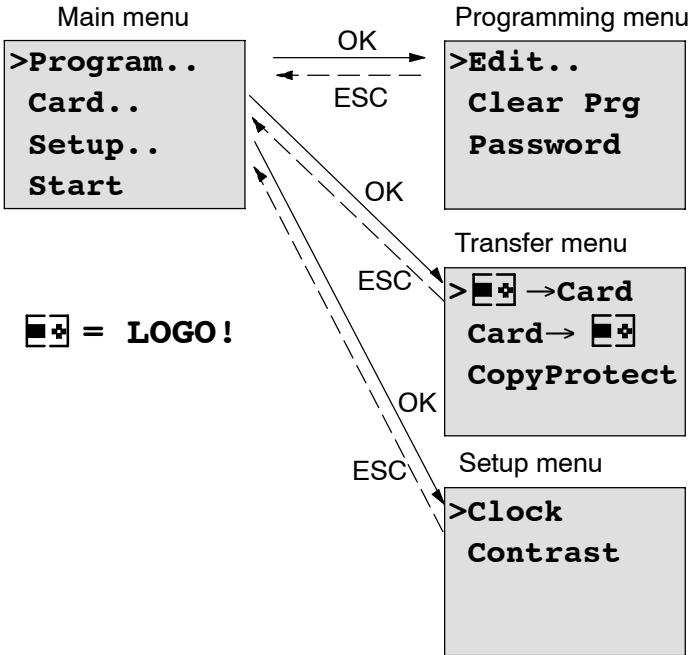 Main menu
>Program..
Card..
Setup..
Start
OK
ESC
Programming menu
>Edit..
Clear Prg
Password
OK
ESC
Transfer menu
> →Card
Card→
CopyProtect
= LOGO!
OK
ESC
Setup menu
>Clock
Contrast